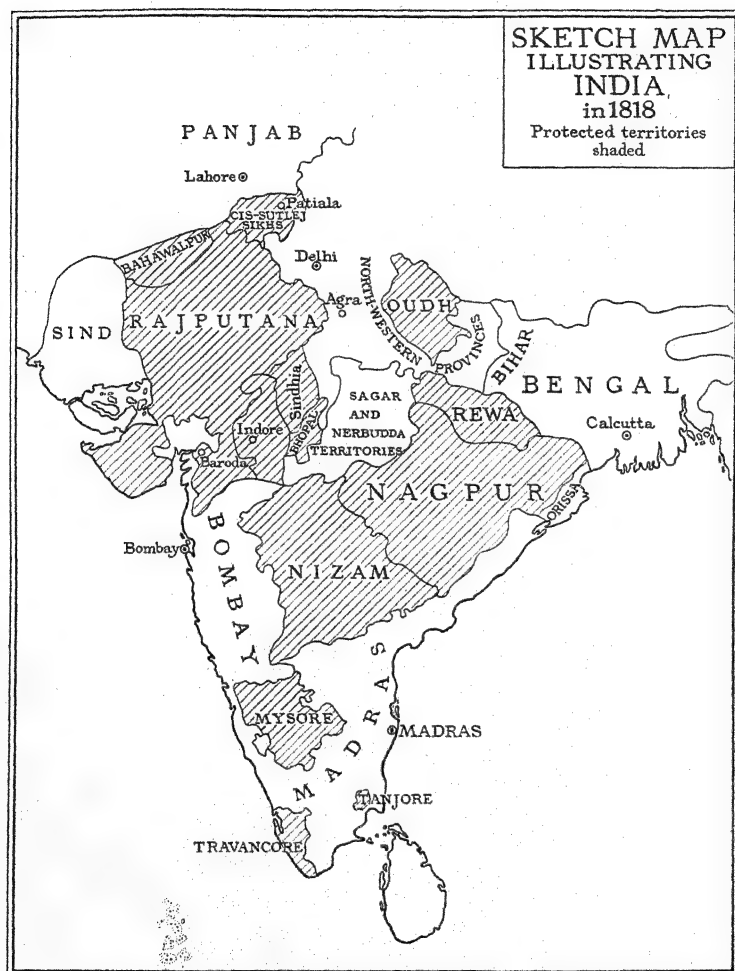 SKETCH MAP
ILLUSTRATING
INDIA,
in 1818
Protected territories
shaded
PANJAB
Lahore
Patiala
CIS-SUTLEJ
SIKHS
BAHAWALPUR
Delhi
NORTH-WESTERN
PROVINCES
OUDH
Agra
SIND
RAJPUTANA
BIHAR
BENGAL
Sindhia
SAGAR
AND
NERBUDDA
TERRITORIES
REWA
Calcutta
Indore
BHOPAL
Baroda
NAGPUR
ORISSA
Bombay
BOMBAY
NIZAM
MYSORE
MADRAS
MADRAS
TANJORE
TRAVANCORE